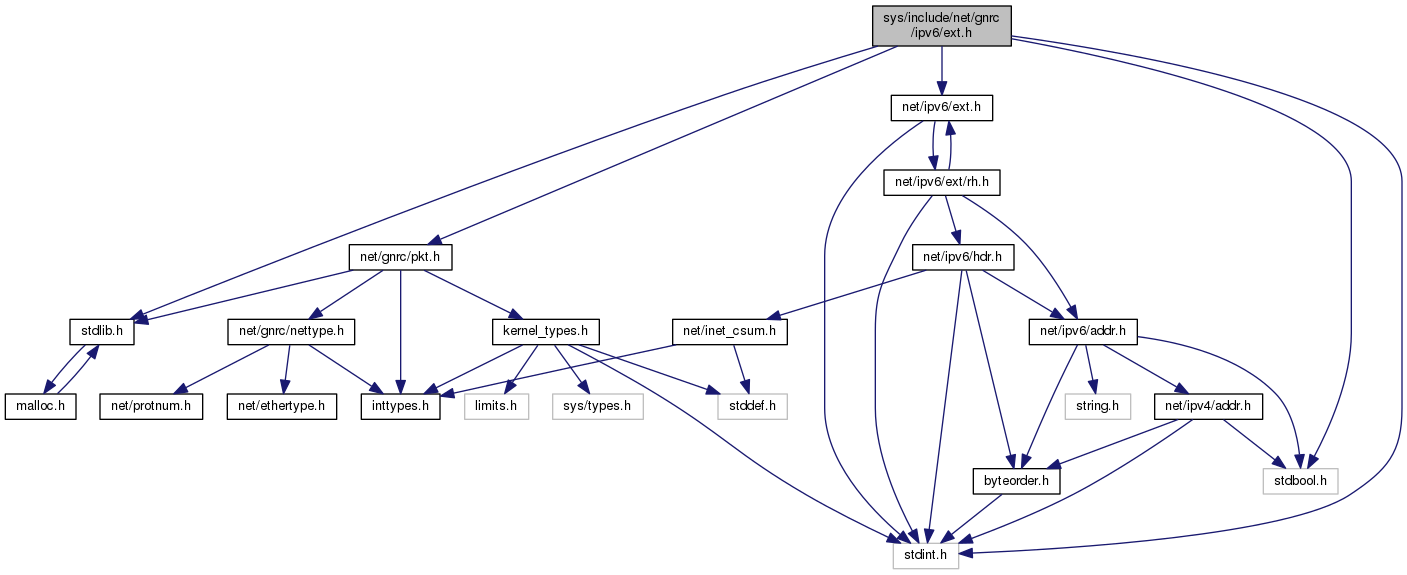 sys/include/net/gnrc
/ipv6/ext.h
net/ipv6/ext.h
net/ipv6/ext/rh.h
net/gnrc/pkt.h
net/ipv6/hdr.h
stdlib.h
net/gnrc/nettype.h
kernel_types.h
net/inet_csum.h
net/ipv6/addr.h
malloc.h
net/protnum.h
net/ethertype.h
inttypes.h
limits.h
sys/types.h
stddef.h
string.h
net/ipv4/addr.h
byteorder.h
stdbool.h
stdint.h